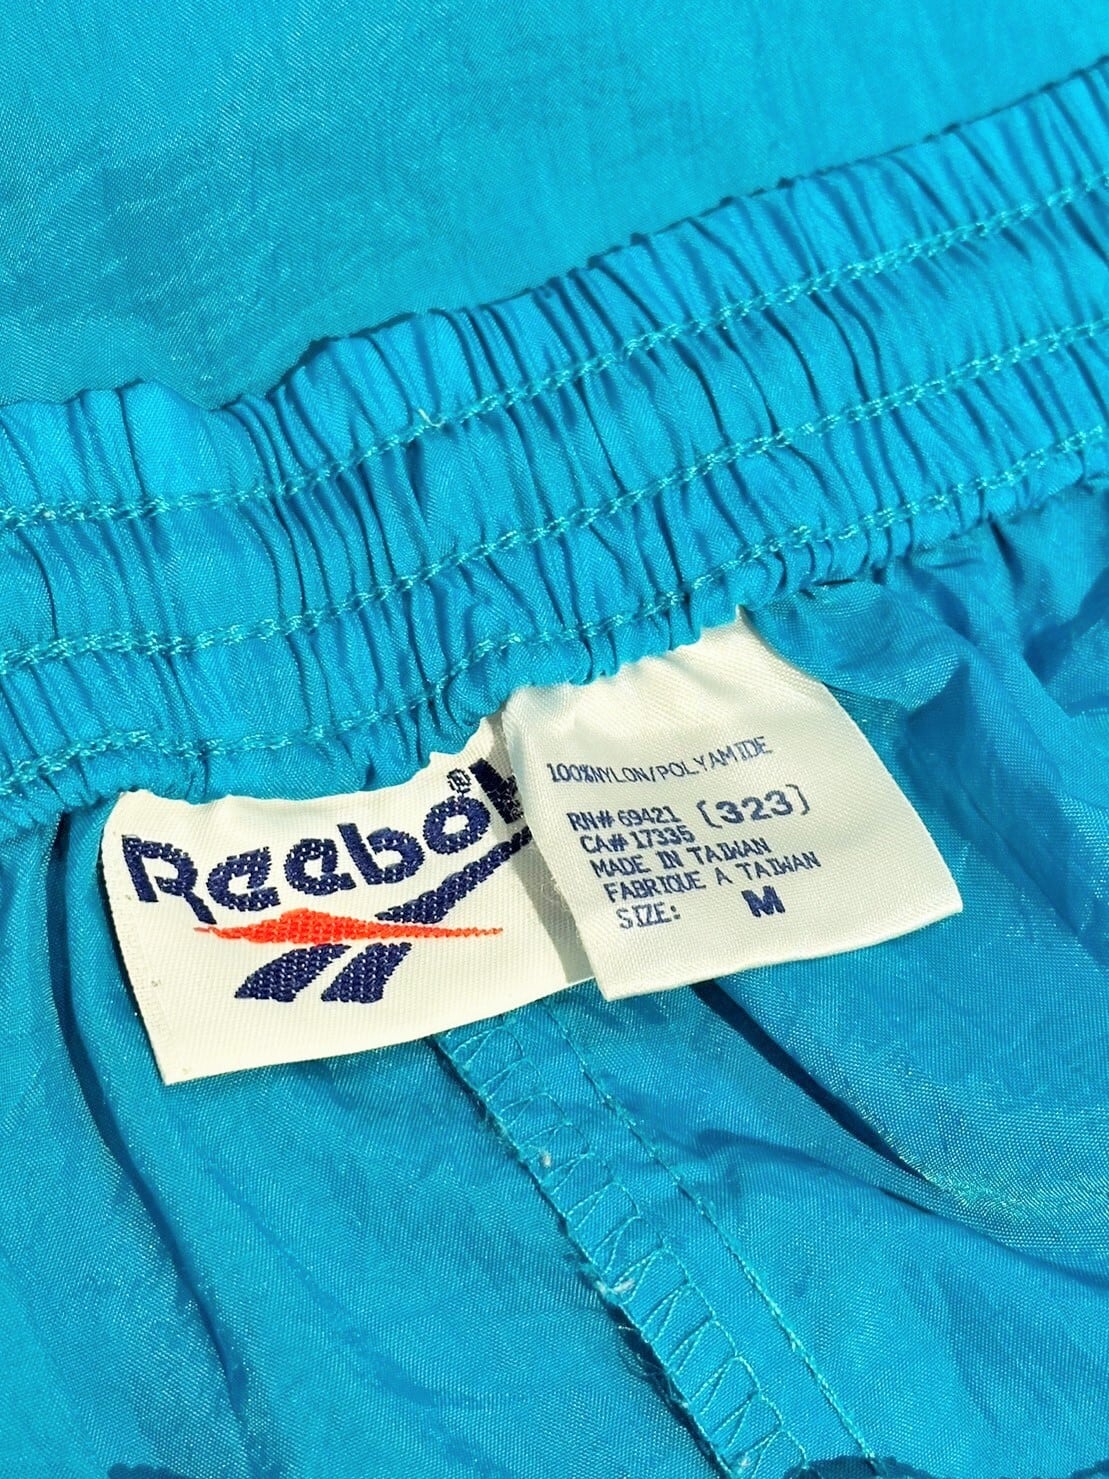 Reebok®
100%NYLON/POLYAMIDE
RN# 69421 (323)
CA# 17335
MADE IN TAIWAN
FABRIQUE A TAIWAN
SIZE: M